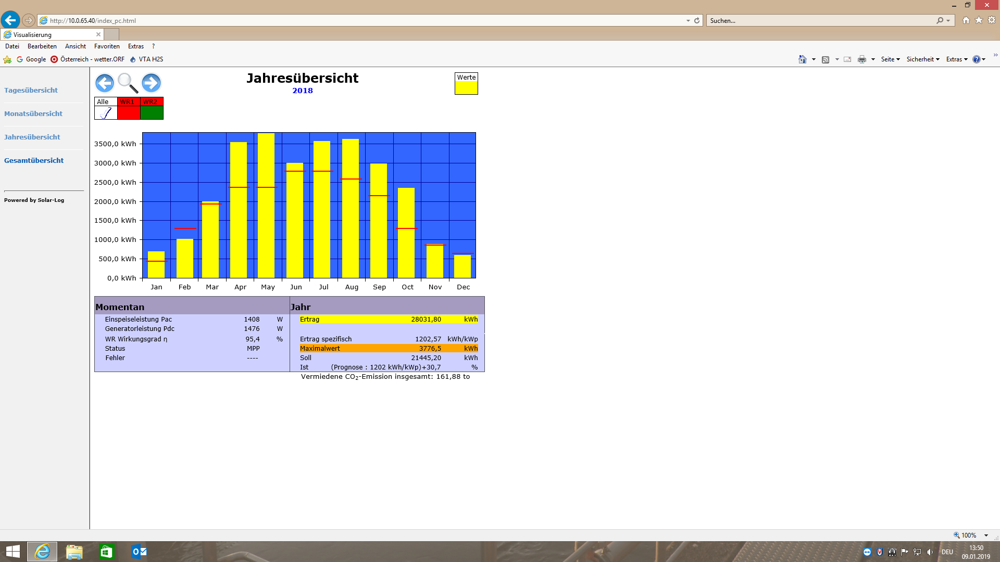 http://10.0.65.40/index_pc.html
Suchen...
Visualisierung
Datei Bearbeiten Ansicht Favoriten Extras ?
Google Österreich - wetter.ORF VTA H2S
Seite Sicherheit Extras
Tagesübersicht
Monatsübersicht
Jahresübersicht
Gesamtübersicht
Powered by Solar-Log
Jahresübersicht
2018
Werte
Alle WR1 WR2
3500,0 kWh
3000,0 kWh
2500,0 kWh
2000,0 kWh
1500,0 kWh
1000,0 kWh
500,0 kWh
0,0 kWh
Jan Feb Mar Apr May Jun Jul Aug Sep Oct Nov Dec
Momentan
Einspeiseleistung Pac 1408 W
Generatorleistung Pdc 1476 W
WR Wirkungsgrad η 95,4 %
Status MPP
Fehler ----
Jahr
Ertrag 28031,80 kWh
Ertrag spezifisch 1202,57 kWh/kWp
Maximalwert 3776,5 kWh
Soll 21445,20 kWh
Ist (Prognose : 1202 kWh/kWp)+30,7 %
Vermiedene CO₂-Emission insgesamt: 161,88 to
100%
DEU
13:50
09.01.2019